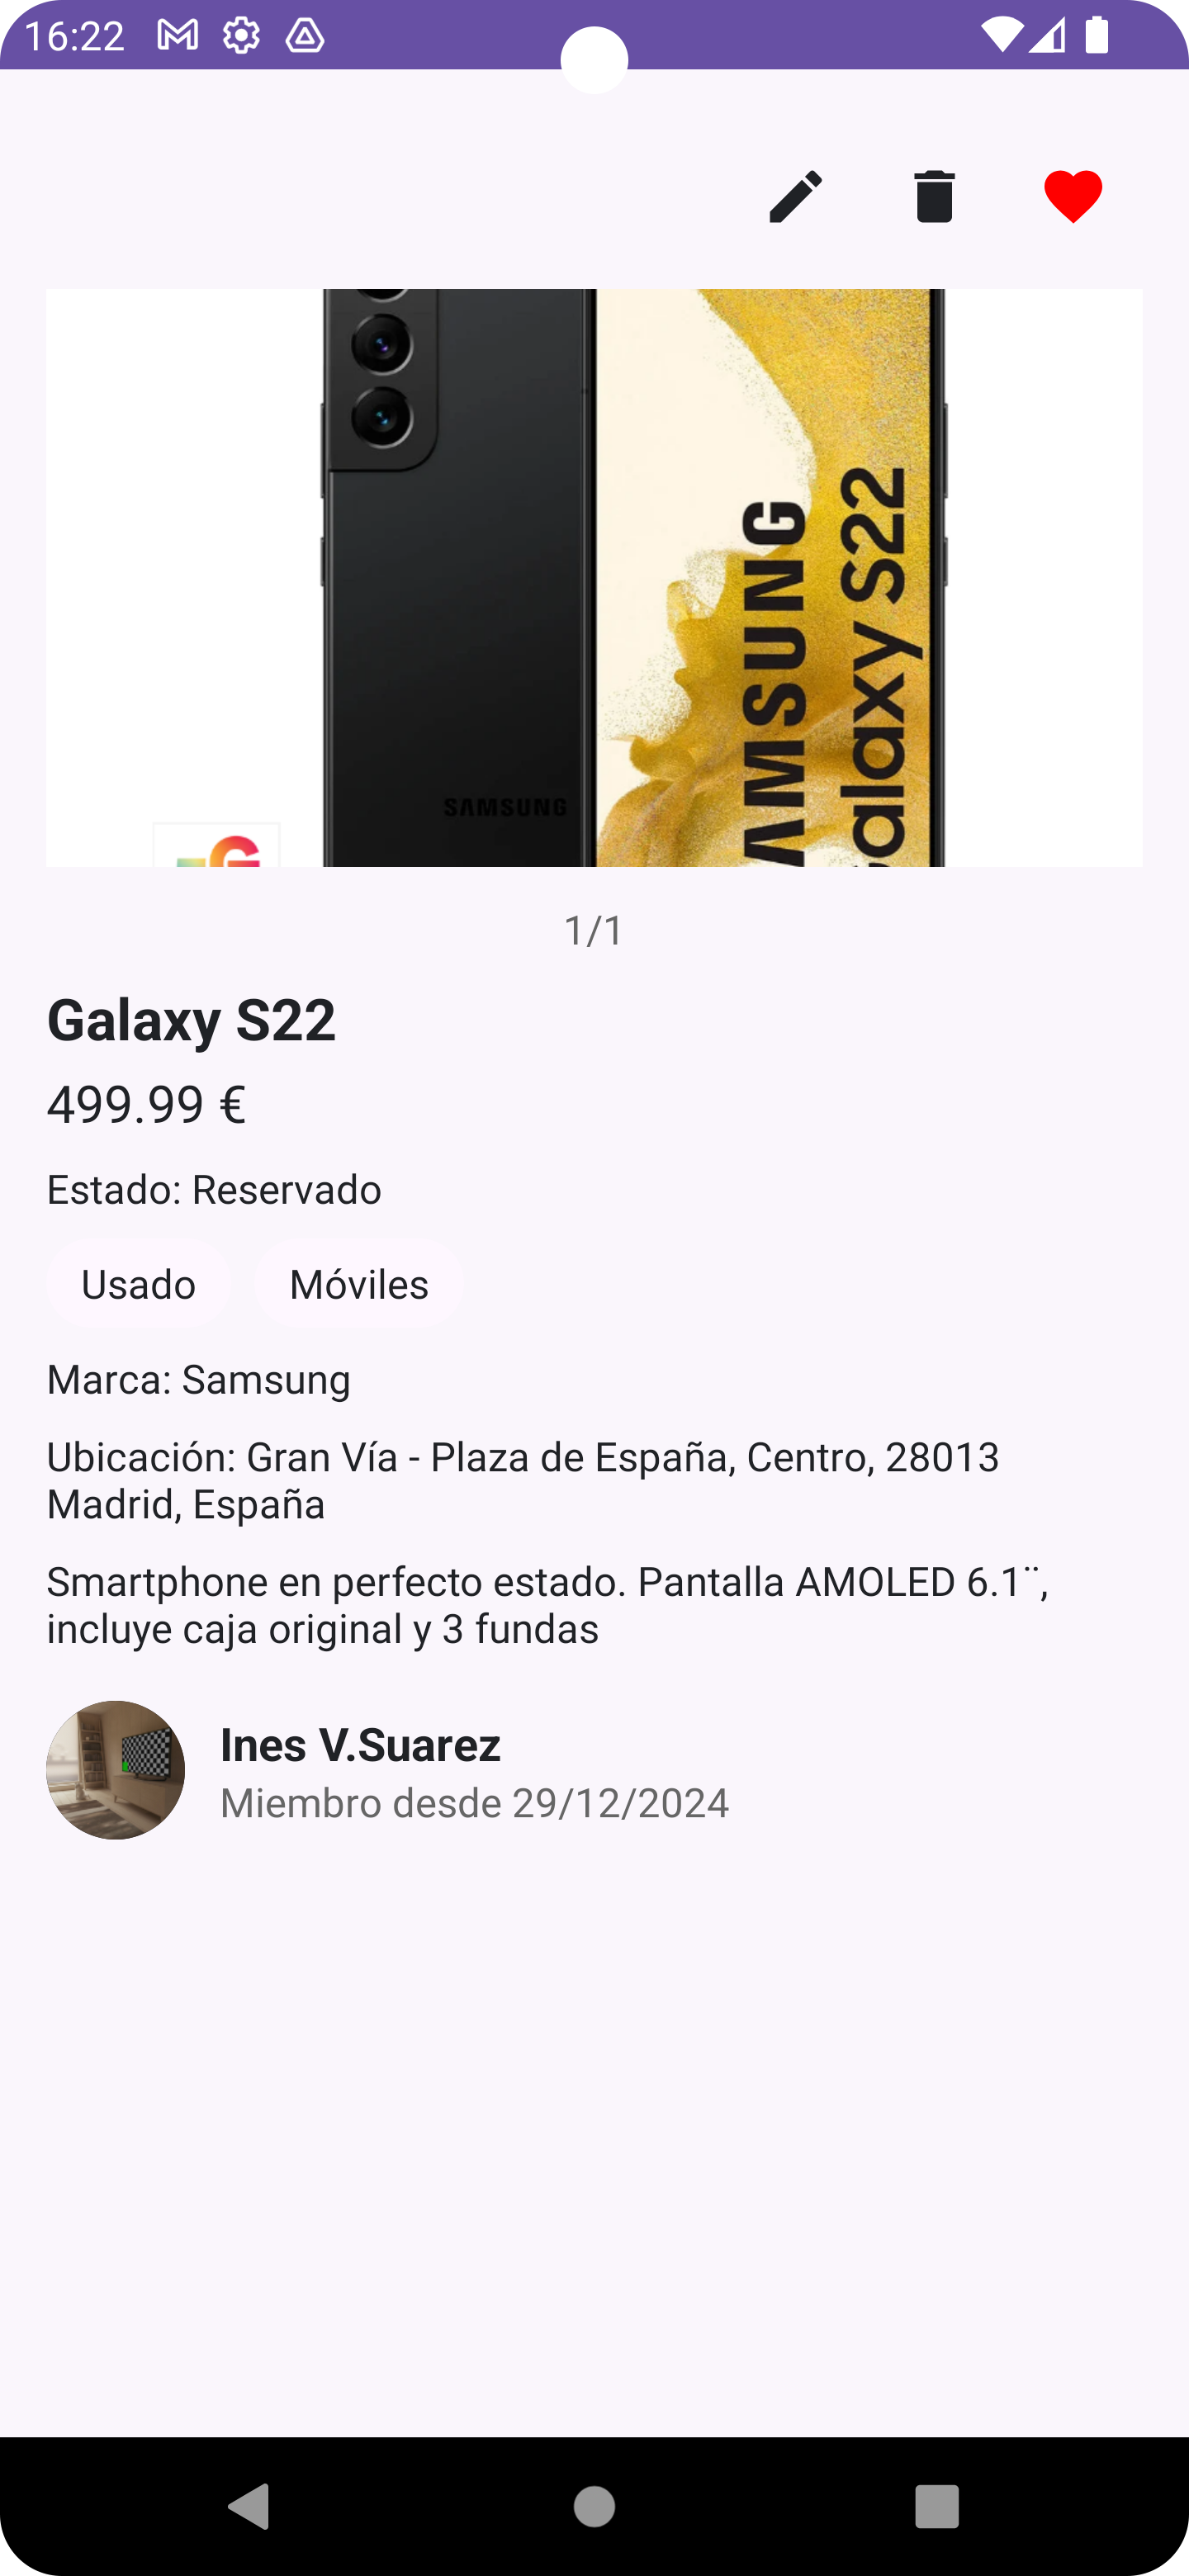 16:22
SAMSUNG
AMSUNG
alaxy S22
G
1/1
Galaxy S22
499.99 €
Estado: Reservado
Usado Móviles
Marca: Samsung
Ubicación: Gran Vía - Plaza de España, Centro, 28013
Madrid, España
Smartphone en perfecto estado. Pantalla AMOLED 6.1¨,
incluye caja original y 3 fundas
Ines V.Suarez
Miembro desde 29/12/2024